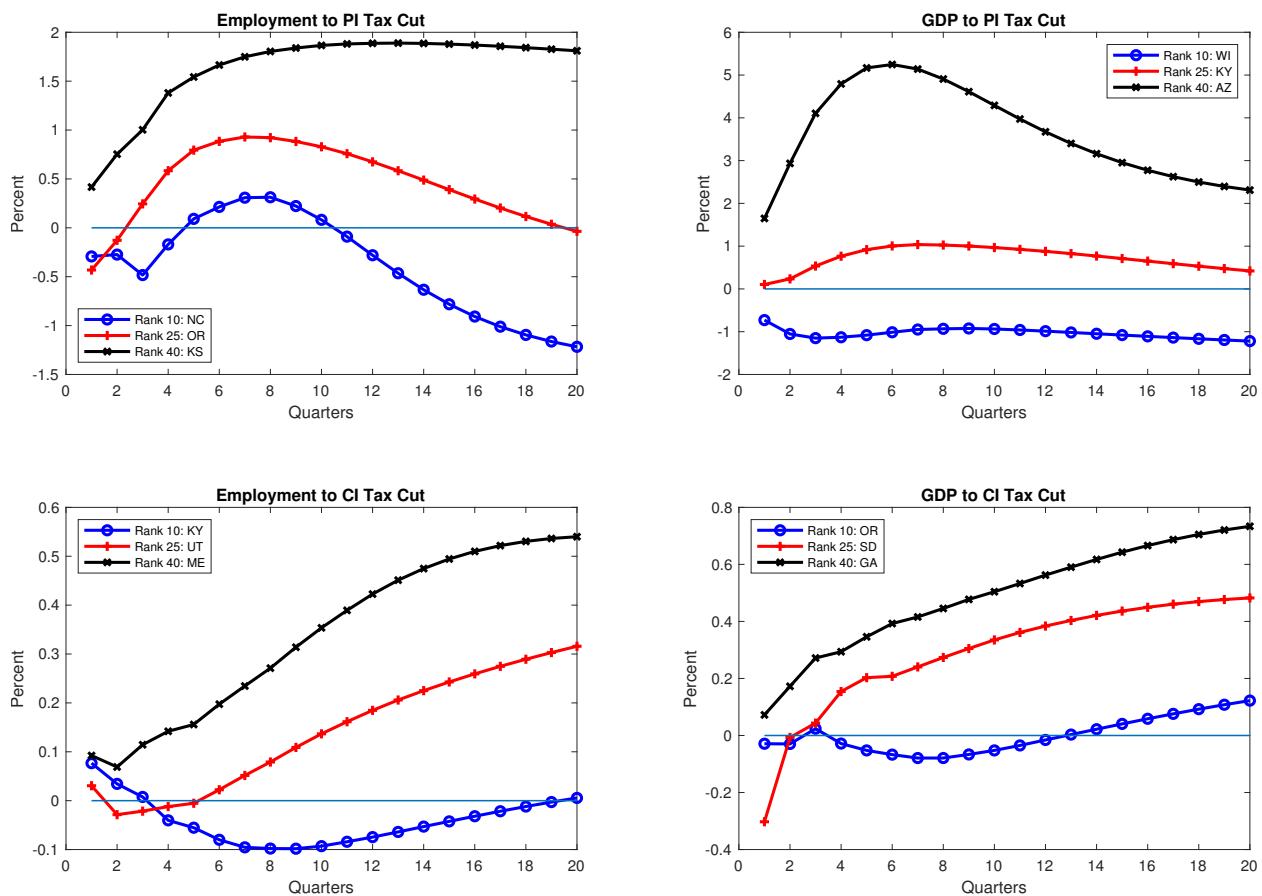 Employment to PI Tax Cut
Percent
2
1.5
1
0.5
0
-0.5
-1
-1.5
Rank 10: NC
Rank 25: OR
Rank 40: KS
0 2 4 6 8 10 12 14 16 18 20
Quarters
GDP to PI Tax Cut
Percent
6
5
4
3
2
1
0
-1
-2
Rank 10: WI
Rank 25: KY
Rank 40: AZ
0 2 4 6 8 10 12 14 16 18 20
Quarters
Employment to CI Tax Cut
Percent
0.6
0.5
0.4
0.3
0.2
0.1
0
-0.1
Rank 10: KY
Rank 25: UT
Rank 40: ME
0 2 4 6 8 10 12 14 16 18 20
Quarters
GDP to CI Tax Cut
Percent
0.8
0.6
0.4
0.2
0
-0.2
-0.4
Rank 10: OR
Rank 25: SD
Rank 40: GA
0 2 4 6 8 10 12 14 16 18 20
Quarters